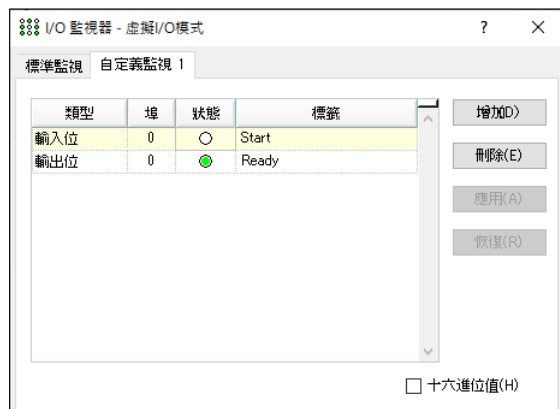 I/O 監視器 - 虛擬I/O模式 ? ×
標準監視 自定義監視 1
類型 埠 狀態 標籤
輸入位 0 Start
輸出位 0 Ready
增加D)
刪除(E)
應用(A)
恢復(R)
十六進位值(H)